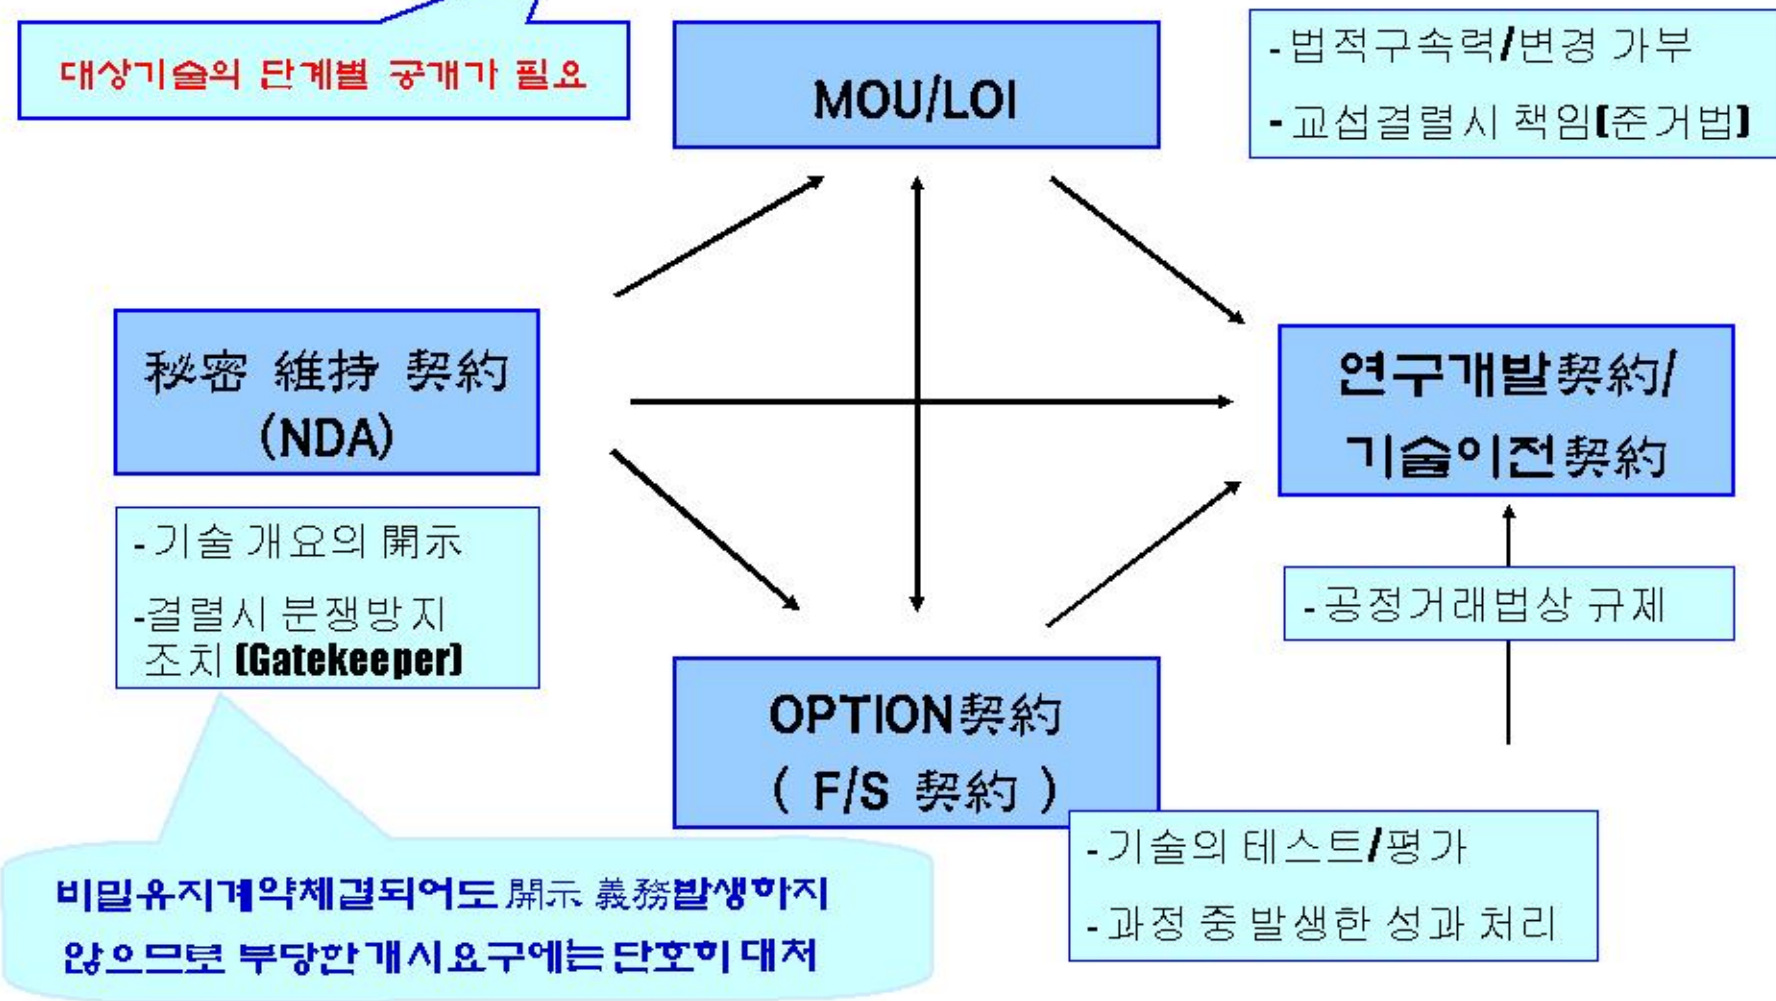 대상기술의 단계별 공개가 필요
MOU/LOI
-법적구속력/변경 가부
-교섭결렬시 책임(준거법)
秘密 維持 契約
(NDA)
연구개발契約/
기술이전契約
-기술 개요의 開示
-결렬시 분쟁방지
조치 (Gatekeeper)
-공정거래법상 규제
OPTION契約
( F/S 契約 )
-기술의 테스트/평가
-과정 중 발생한 성과 처리
비밀유지계약체결되어도 開示 義務발생하지
않으므로 부당한 개시요구에는 단호히 대처